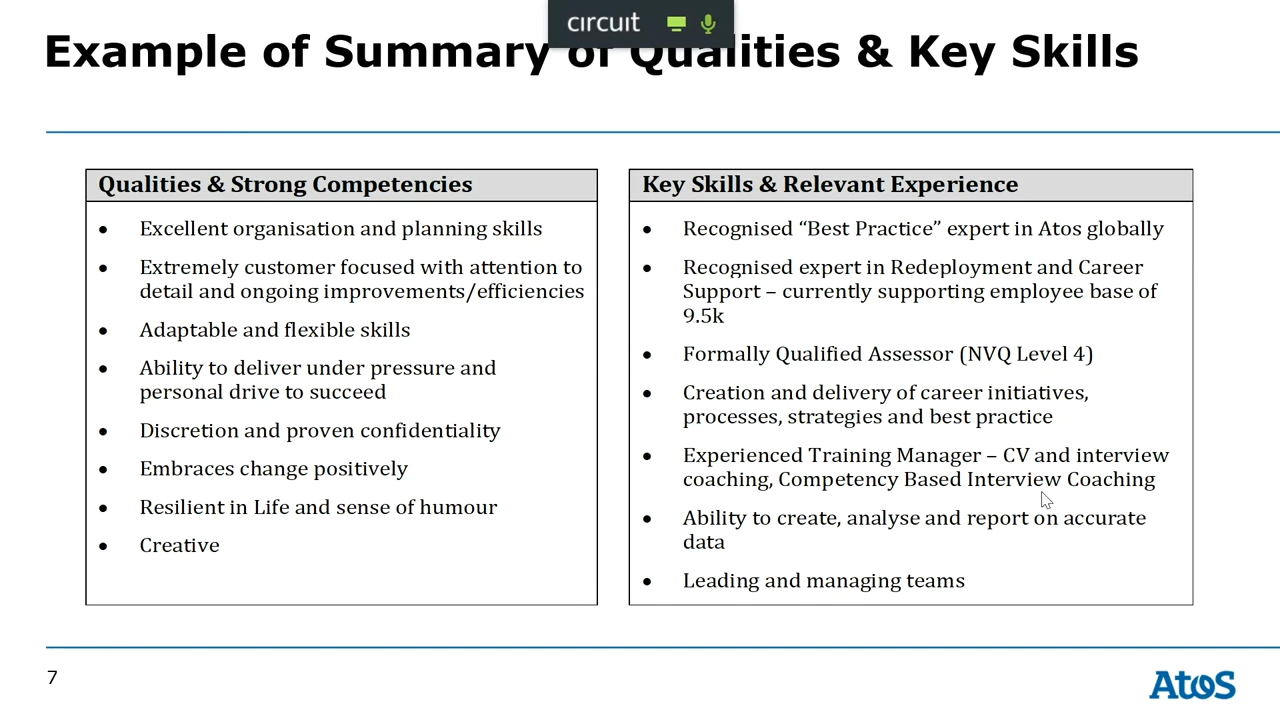 circuit
Example of Summary of Qualities & Key Skills
Qualities & Strong Competencies
• Excellent organisation and planning skills
• Extremely customer focused with attention to
detail and ongoing improvements/efficiencies
• Adaptable and flexible skills
• Ability to deliver under pressure and
personal drive to succeed
• Discretion and proven confidentiality
• Embraces change positively
• Resilient in Life and sense of humour
• Creative
Key Skills & Relevant Experience
• Recognised “Best Practice” expert in Atos globally
• Recognised expert in Redeployment and Career
Support – currently supporting employee base of
9.5k
• Formally Qualified Assessor (NVQ Level 4)
• Creation and delivery of career initiatives,
processes, strategies and best practice
• Experienced Training Manager – CV and interview
coaching, Competency Based Interview Coaching
• Ability to create, analyse and report on accurate
data
• Leading and managing teams
7
Atos